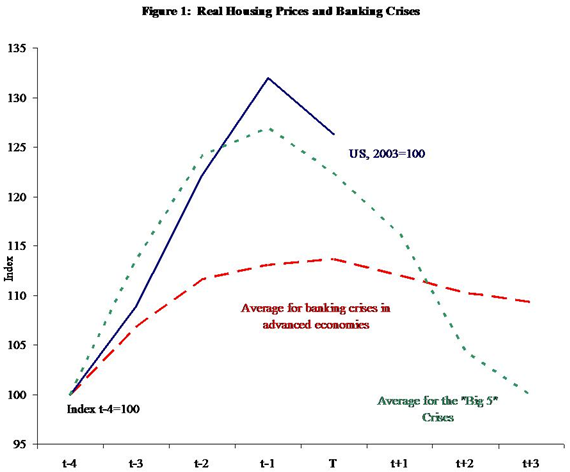 Figure 1: Real Housing Prices and Banking Crises
135
130
125
120
115
110
105
100
95
Index
US, 2003=100
Average for banking crises in
advanced economies
Average for the "Big 5"
Crises
Index t-4=100
t-4 t-3 t-2 t-1 T t+1 t+2 t+3